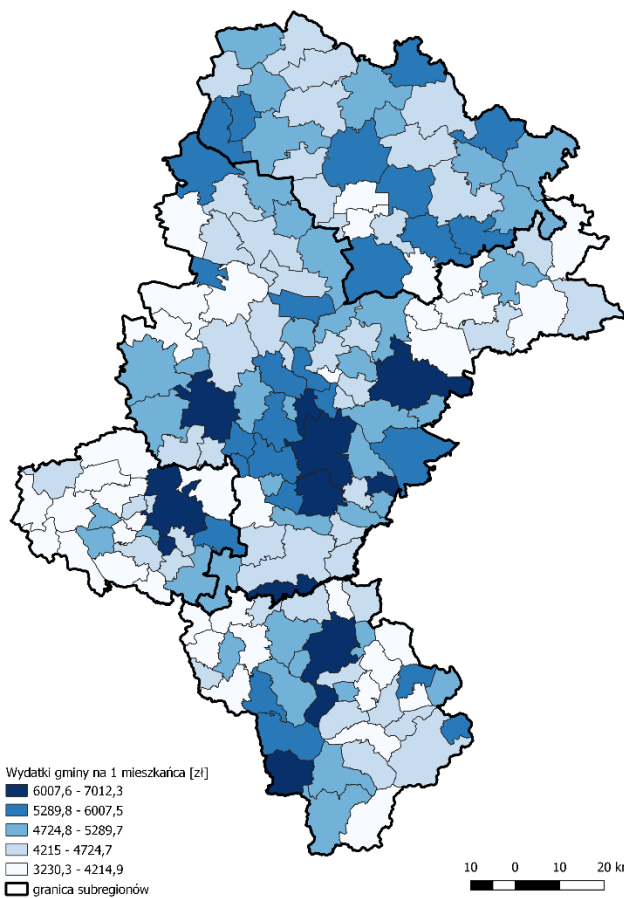 Wydatki gminy na 1 mieszkańca [zł]
6007,6 - 7012,3
5289,8 - 6007,5
4724,8 - 5289,7
4215 - 4724,7
3230,3 - 4214,9
granica subregionów
10 0 10 20 km